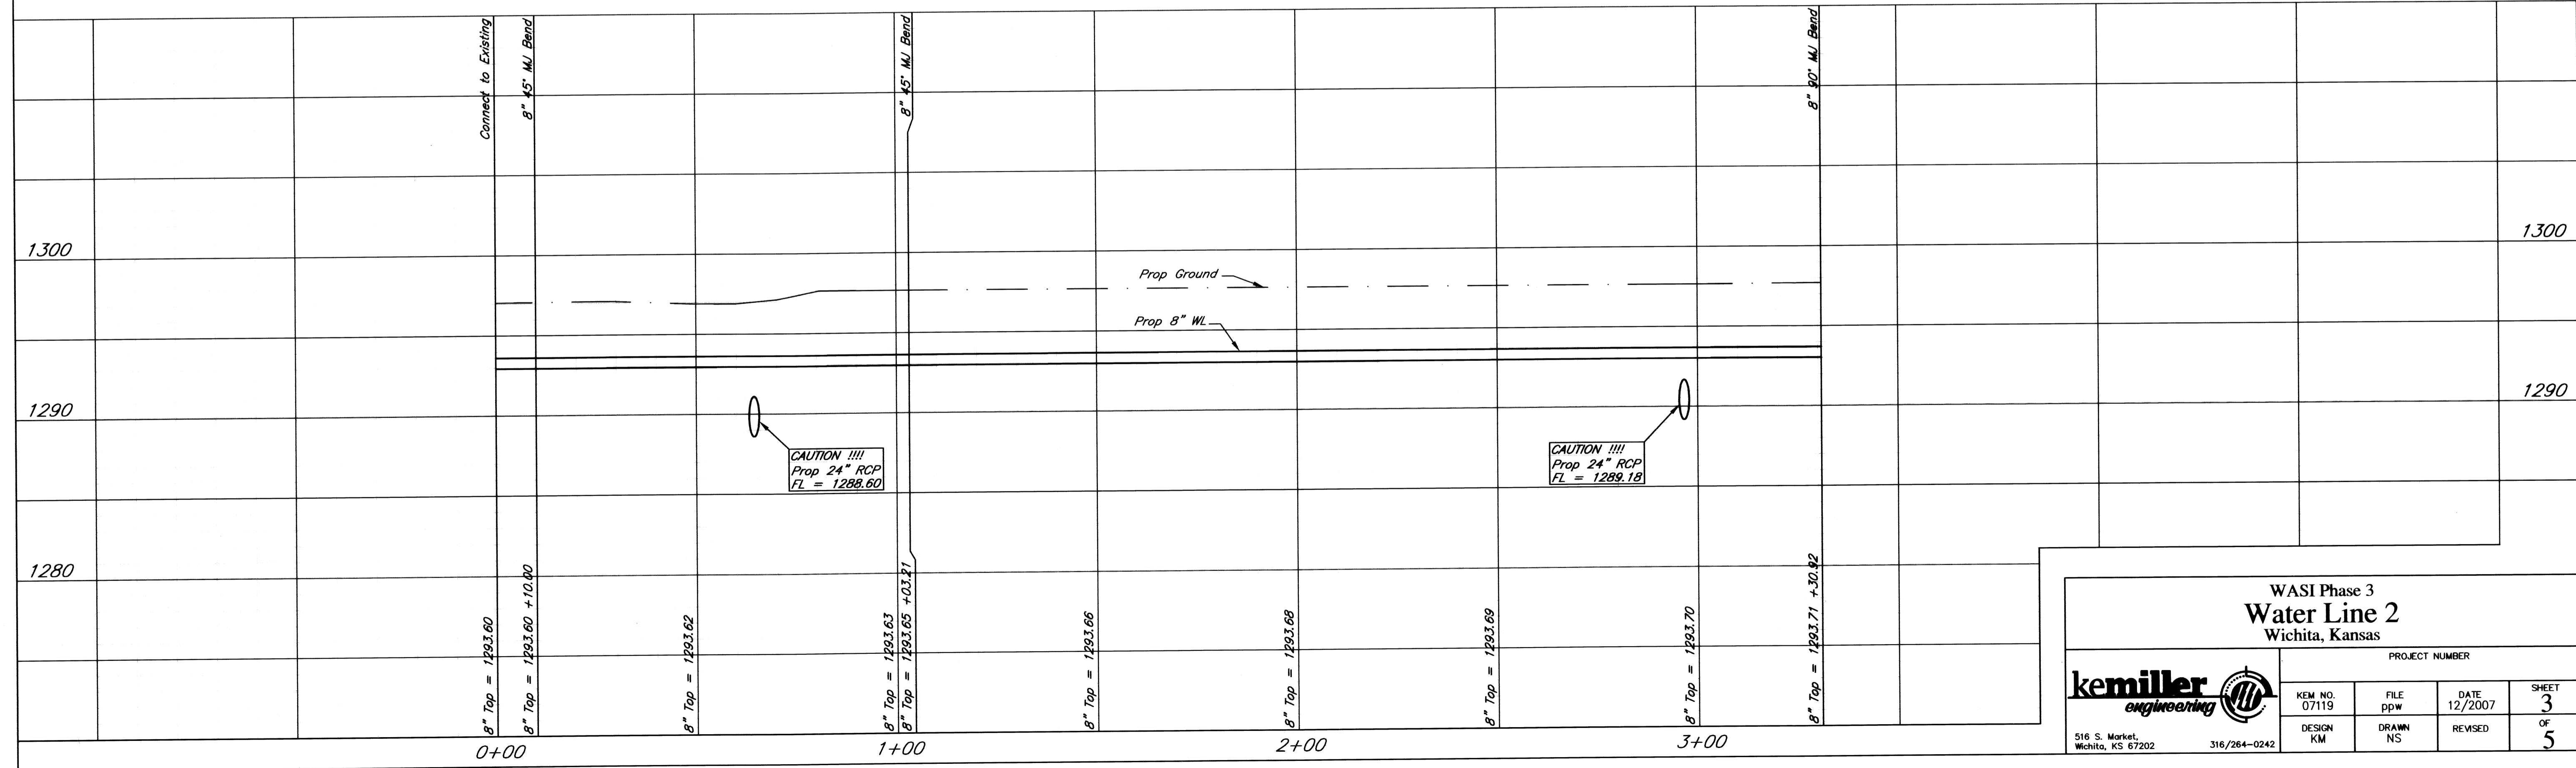 Connect to Existing
8" 45° MJ Bend
8" 45° MJ Bend
8" 90° MJ Bend
1300
1300
Prop Ground
Prop 8" WL
1290
1290
CAUTION !!!!
Prop 24" RCP
FL = 1288.60
CAUTION !!!!
Prop 24" RCP
FL = 1289.18
1280
8" Top = 1293.60
8" Top = 1293.60 +10.00
8" Top = 1293.62
8" Top = 1293.63
8" Top = 1293.65 +03.21
8" Top = 1293.66
8" Top = 1293.68
8" Top = 1293.69
8" Top = 1293.70
8" Top = 1293.71 +30.92
0+00
1+00
2+00
3+00
WASI Phase 3
Water Line 2
Wichita, Kansas
kemiller
engineering
516 S. Market,
Wichita, KS 67202
316/264-0242
PROJECT NUMBER
KEM NO.
07119
FILE
ppw
DATE
12/2007
SHEET
3
DESIGN
KM
DRAWN
NS
REVISED
OF
5